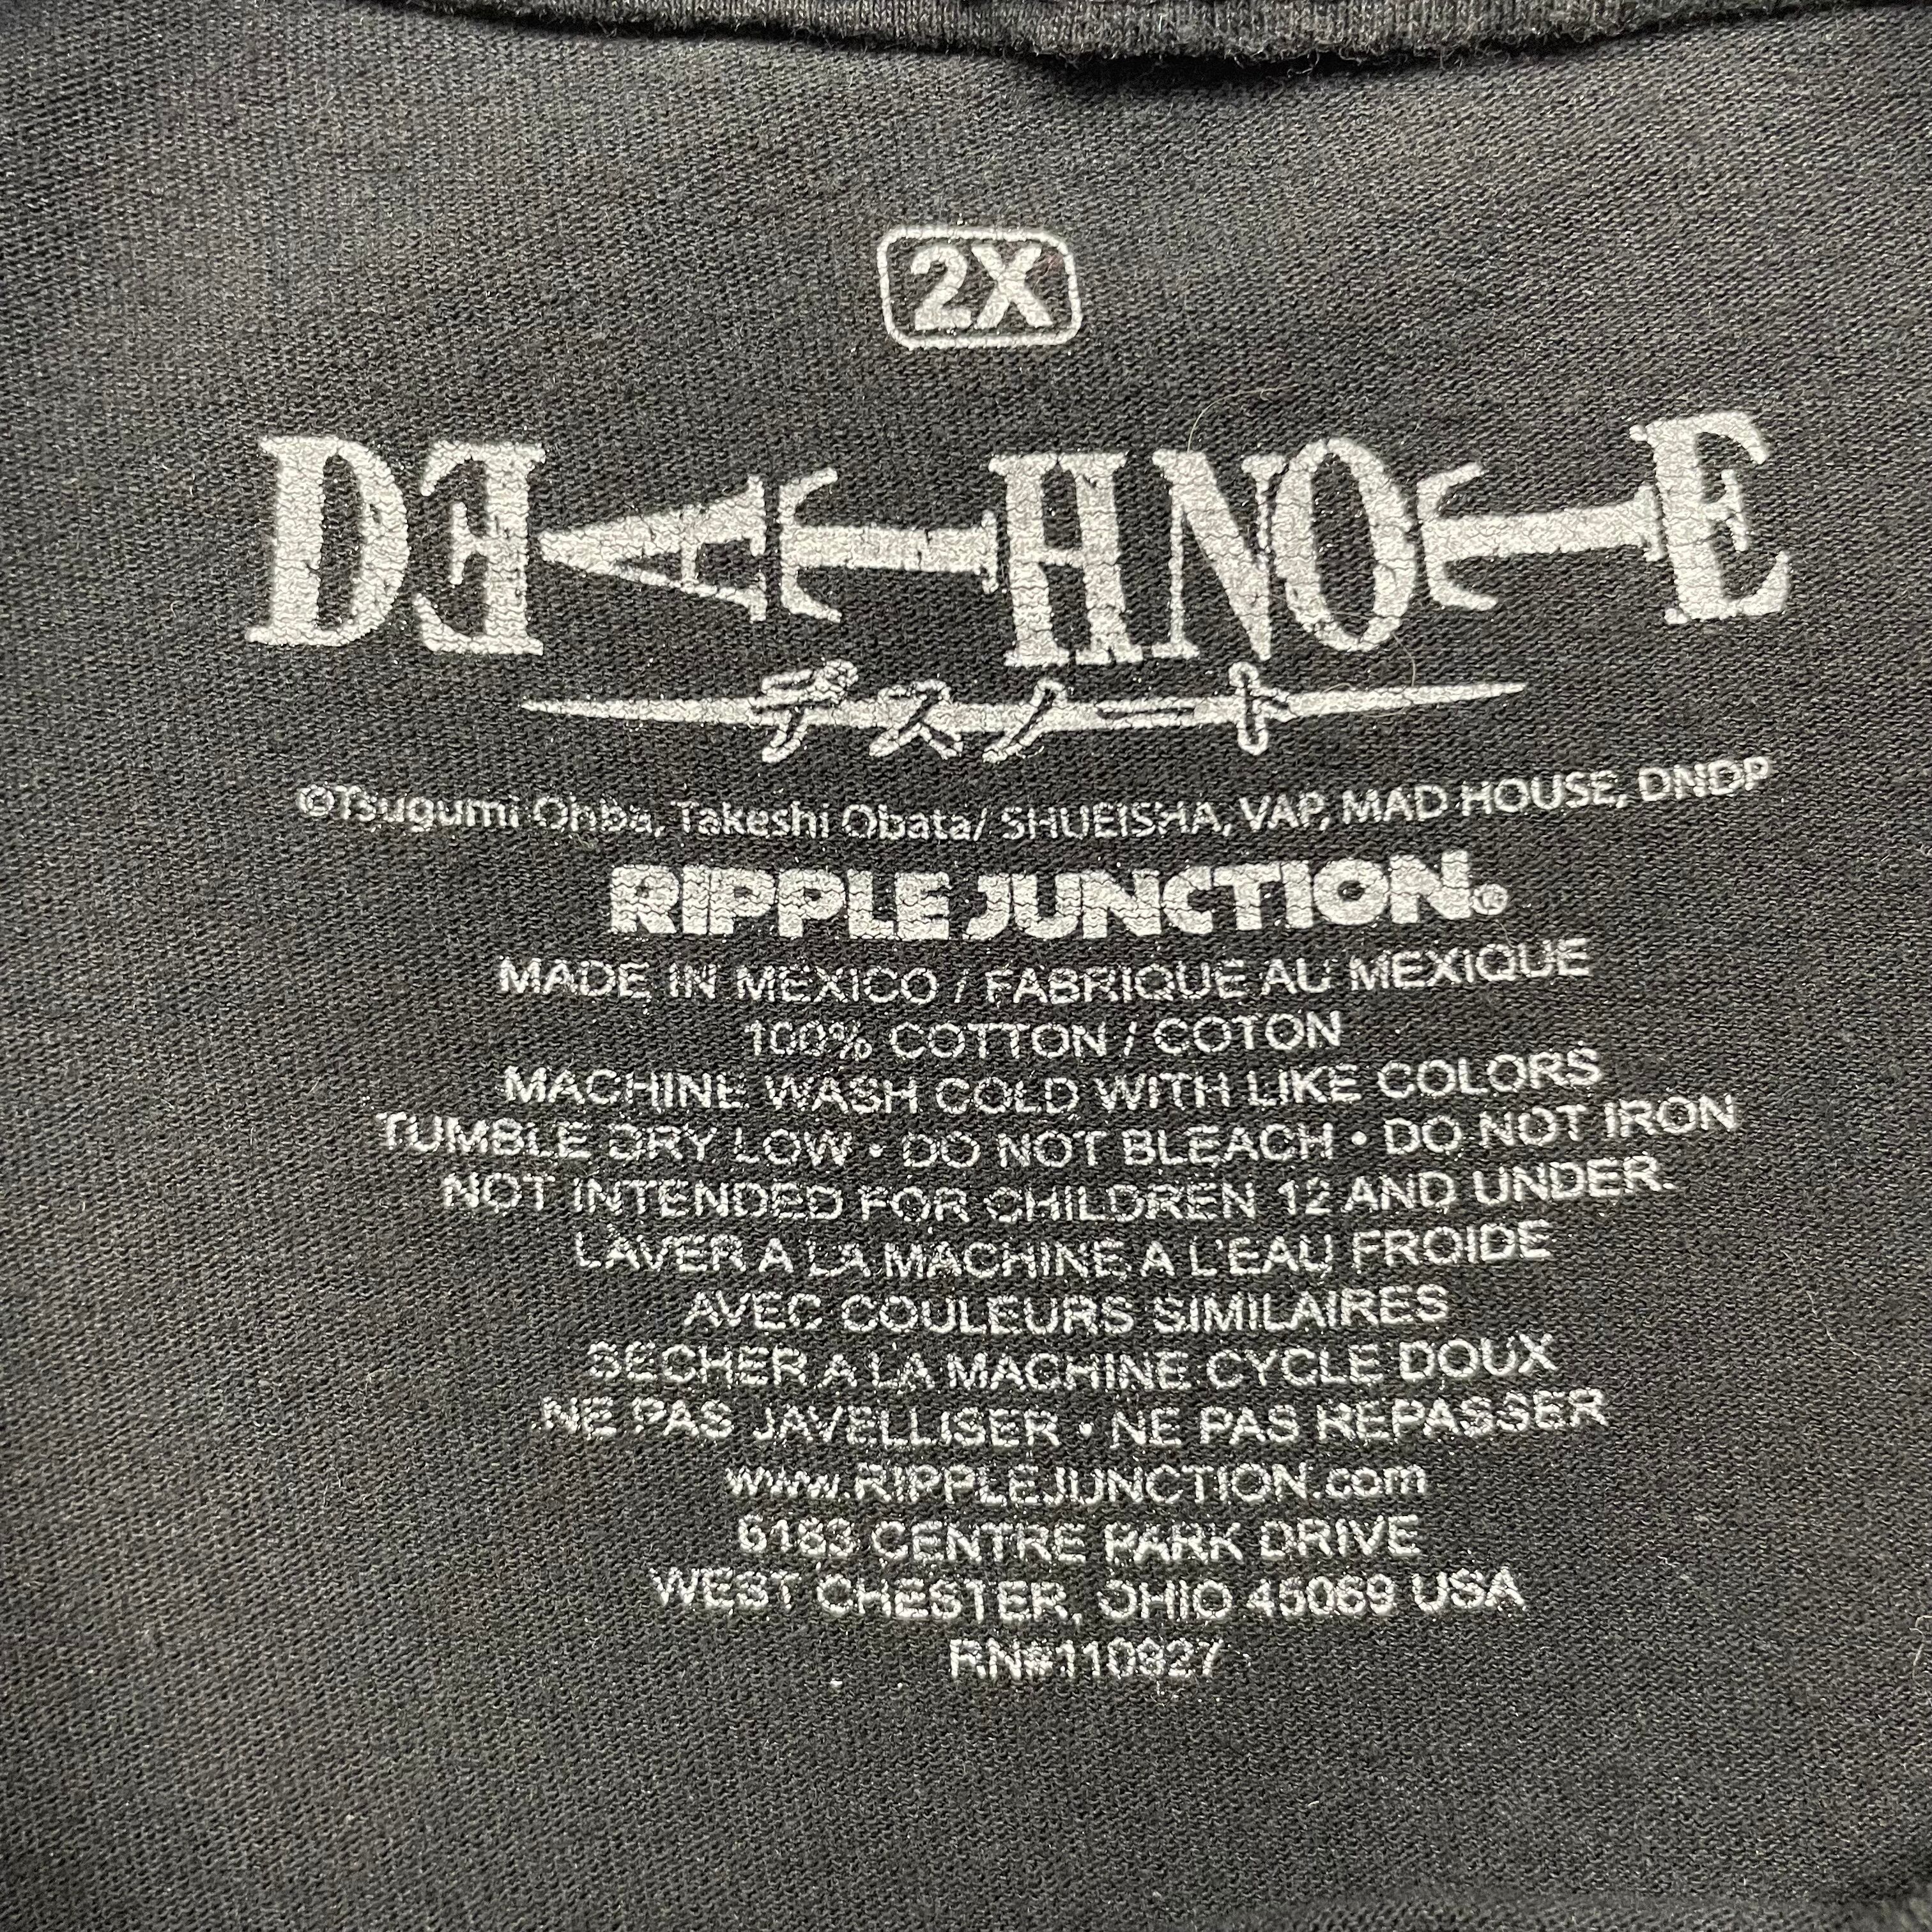 2X
DEATH NOTE
デスノート
©Tsugumi Ohba, Takeshi Obata/ SHUEISHA, VAP, MAD HOUSE, DNDP
RIPPLE JUNCTION®
MADE IN MEXICO / FABRIQUE AU MEXIQUE
100% COTTON / COTON
MACHINE WASH COLD WITH LIKE COLORS
TUMBLE DRY LOW • DO NOT BLEACH • DO NOT IRON
NOT INTENDED FOR CHILDREN 12 AND UNDER.
LAVER A LA MACHINE A L'EAU FROIDE
AVEC COULEURS SIMILAIRES
SECHER A LA MACHINE CYCLE DOUX
NE PAS JAVELLISER • NE PAS REPASSER
www.RIPPLEJUNCTION.com
6183 CENTRE PARK DRIVE
WEST CHESTER, OHIO 45069 USA